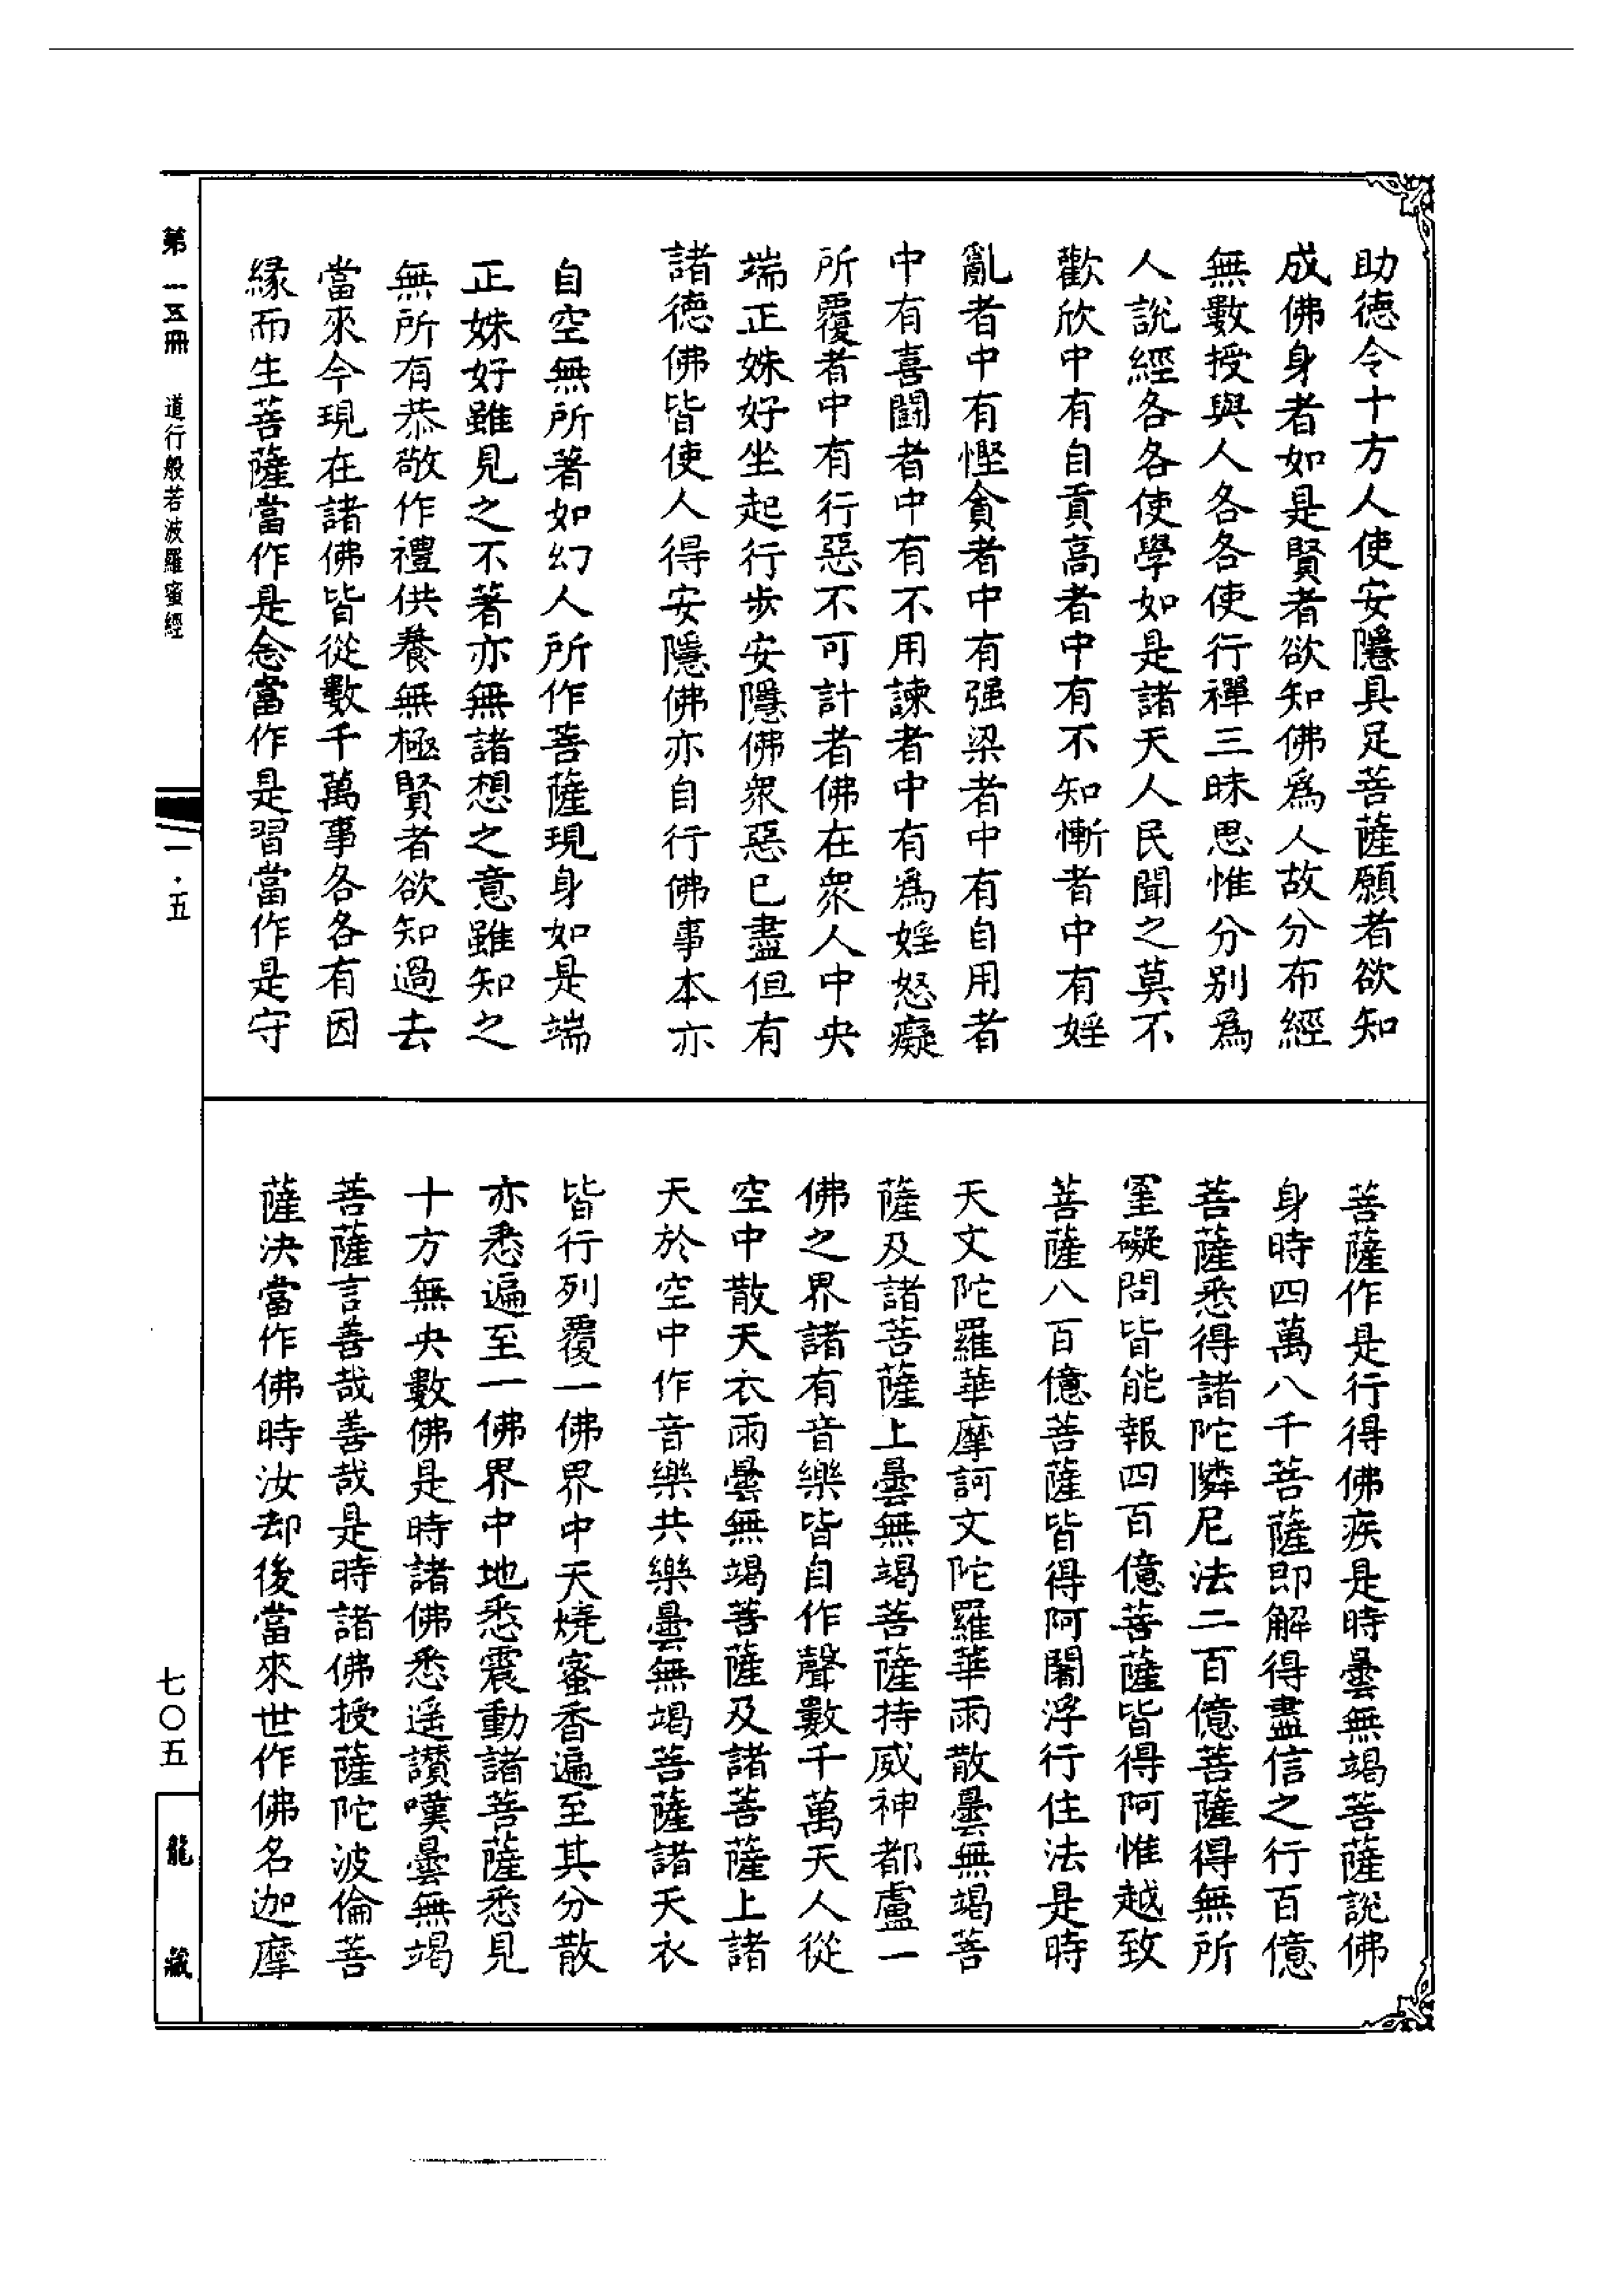 助德令十方人使安隱具足菩薩願者欲知
成佛身者如是賢者欲知佛爲人故分布經
無數授與人各各使行禪三昧思惟分別爲
人說經各各使學如是諸天人民聞之莫不
歡欣中有自貢高者中有不知慚者中有婬
亂者中有慳貪者中有强梁者中有自用者
中有喜鬪者中有不用諫者中有爲婬怒癡
所覆者中有行惡不可計者佛在衆人中央
端正姝好坐起行步安隱佛衆惡已盡但有
諸德佛皆使人得安隱佛亦自行佛事本亦
自空無所著如幻人所作菩薩現身如是端
正姝好雖見之不著亦無諸想之意雖知之
無所有恭敬作禮供養無極賢者欲知過去
當來今現在諸佛皆從數千萬事各各有因
緣而生菩薩當作是念當作是習當作是守
菩薩作是行得佛疾是時曇無竭菩薩說佛
身時四萬八千菩薩即解得盡信之行百億
菩薩悉得諸陀隣尼法二百億菩薩得無所
罣礙問皆能報四百億菩薩皆得阿惟越致
菩薩八百億菩薩皆得阿闍浮行住法是時
天文陀羅華摩訶文陀羅華雨散曇無竭菩
薩及諸菩薩上曇無竭菩薩持威神都盧一
佛之界諸有音樂皆自作聲數千萬天人從
空中散天衣雨曇無竭菩薩及諸菩薩上諸
天於空中作音樂共樂曇無竭菩薩諸天衣
皆行列覆一佛界中天燒蜜香遍至其分散
亦悉遍至一佛界中地悉震動諸菩薩悉見
十方無央數佛是時諸佛悉遥讃嘆曇無竭
菩薩言善哉善哉是時諸佛授薩陀波倫菩
薩決當作佛時汝却後當來世作佛名迦摩
第一五冊 道行般若波羅蜜經
一·五
七〇五
龍藏